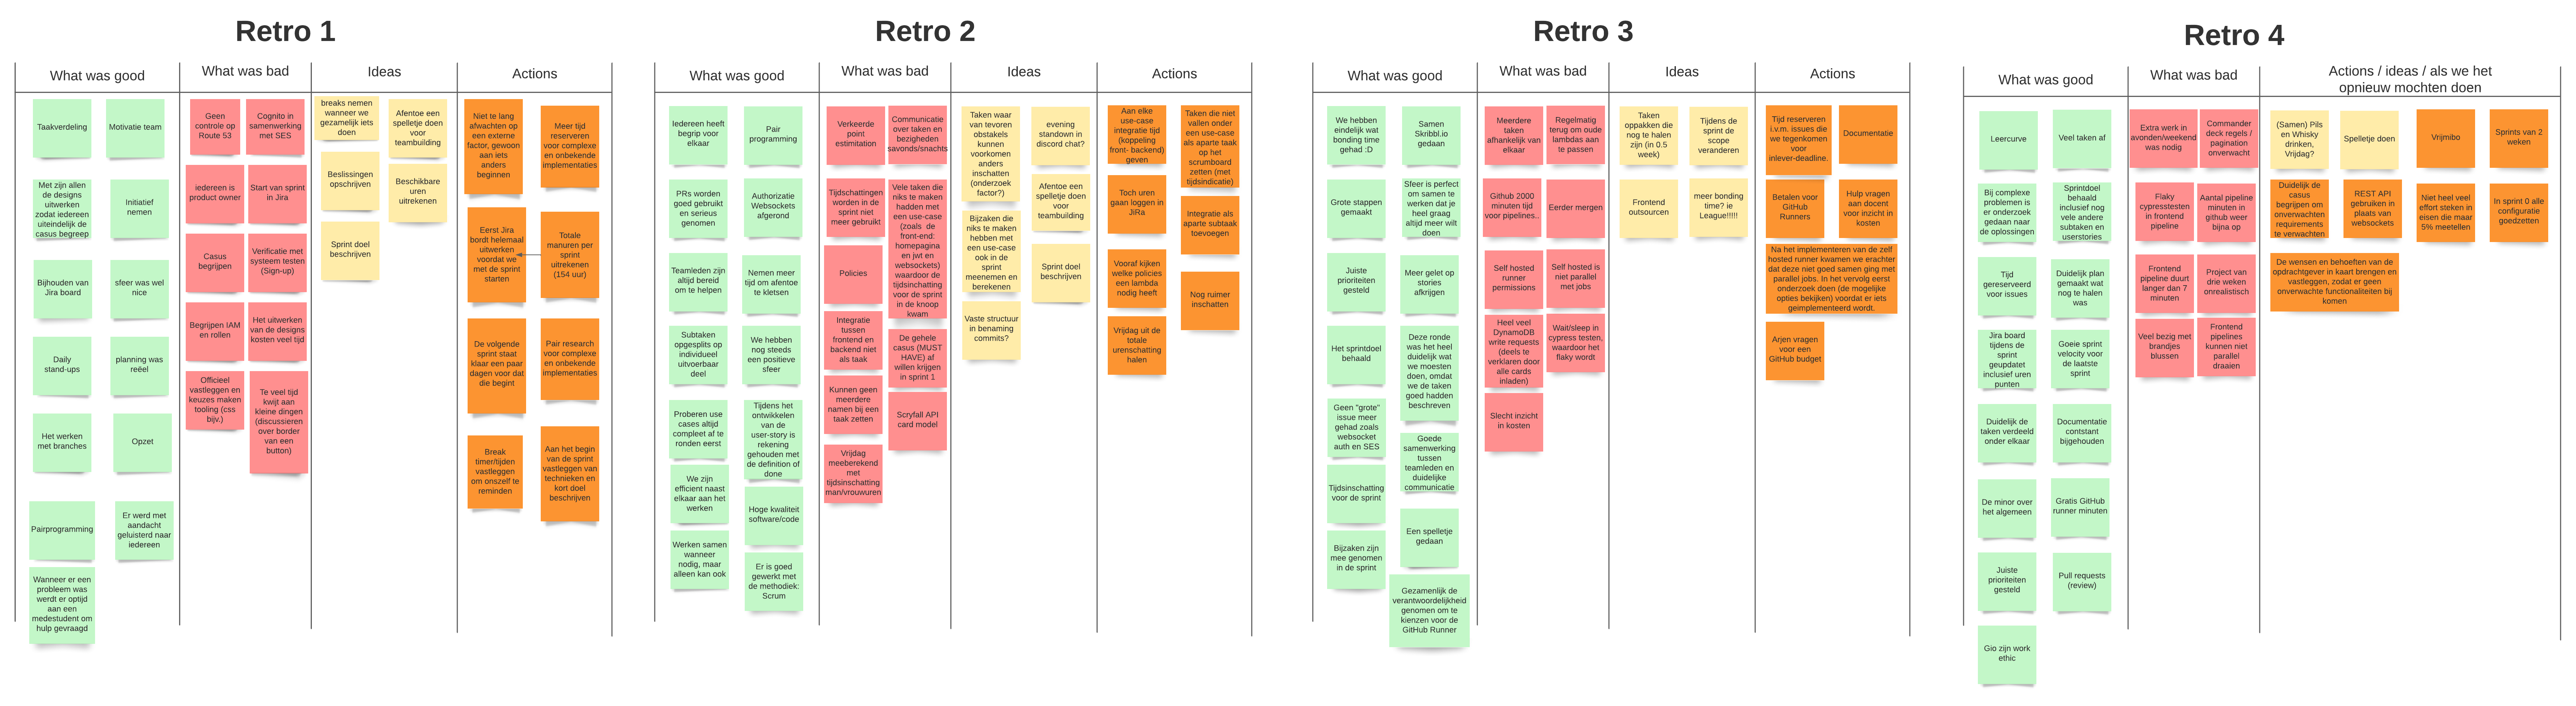 Retro 1
What was good
What was bad
Ideas
Actions
Taakverdeling
Motivatie team
Met zijn allen
de designs
uitwerken
zodat iedereen
uiteindelijk de
casus begreep
Initiatief
nemen
Bijhouden van
Jira board
sfeer was wel
nice
Daily
stand-ups
planning was
reëel
Het werken
met branches
Opzet
Pairprogramming
Er werd met
aandacht
geluisterd naar
iedereen
Wanneer er een
probleem was
werdt er optijd
aan een
medestudent om
hulp gevraagd
Geen
controle op
Route 53
Cognito in
samenwerking
met SES
iedereen is
product owner
Start van sprint
in Jira
Casus
begrijpen
Verificatie met
systeem testen
(Sign-up)
Begrijpen IAM
en rollen
Het uitwerken
van de designs
kosten veel tijd
Officieel
vastleggen en
keuzes maken
tooling (css
bijv.)
Te veel tijd
kwijt aan
kleine dingen
(discussieren
over border
van een
button)
breaks nemen
wanneer we
gezamelijk iets
doen
Afentoe een
spelletje doen
voor
teambuilding
Beslissingen
opschrijven
Beschikbare
uren
uitrekenen
Sprint doel
beschrijven
Niet te lang
afwachten op
een externe
factor, gewoon
aan iets
anders
beginnen
Meer tijd
reserveren
voor complexe
en onbekende
implementaties
Eerst Jira
bordt helemaal
uitwerken
voordat we
met de sprint
starten
Totale
manuren per
sprint
uitrekenen
(154 uur)
De volgende
sprint staat
klaar een paar
dagen voor dat
die begint
Pair research
voor complexe
en onbekende
implementaties
Break
timer/tijden
vastleggen
om onszelf te
reminden
Aan het begin
van de sprint
vastleggen van
technieken en
kort doel
beschrijven
Retro 2
What was good
What was bad
Ideas
Actions
Iedereen heeft
begrip voor
elkaar
Pair
programming
PRs worden
goed gebruikt
en serieus
genomen
Authorizatie
Websockets
afgerond
Teamleden zijn
altijd bereid
om te helpen
Nemen meer
tijd om afentoe
te kletsen
Subtaken
opgesplits op
individueel
uitvoerbaar
deel
We hebben
nog steeds
een positieve
sfeer
Proberen use
cases altijd
compleet af te
ronden eerst
Tijdens het
ontwikkelen
van de
user-story is
rekening
gehouden met
de definition of
done
We zijn
efficient naast
elkaar aan het
werken
Hoge kwaliteit
software/code
Werken samen
wanneer
nodig, maar
alleen kan ook
Er is goed
gewerkt met
de methodiek:
Scrum
Verkeerde
point
estimitation
Communicatie
over taken en
bezigheden
savonds/snachts
Tijdschattingen
worden in de
sprint niet
meer gebruikt
Vele taken die
niks te maken
hadden met
een use-case
(zoals de
front-end:
homepagina
en jwt en
websockets)
waardoor de
tijdsinchatting
voor de sprint
in de knoop
kwam
Policies
Integratie
tussen
frontend en
backend niet
als taak
De gehele
casus (MUST
HAVE) af
willen krijgen
in sprint 1
Kunnen geen
meerdere
namen bij een
taak zetten
Scryfall API
card model
Vrijdag
meeberekend
met
tijdsinschatting
man/vrouwuren
Taken waar
van tevoren
obstakels
kunnen
voorkomen
anders
inschatten
(onderzoek
factor?)
evening
standown in
discord chat?
Afentoe een
spelletje doen
voor
teambuilding
Bijzaken die
niks te maken
hebben met
een use-case
ook in de
sprint
meenemen en
berekenen
Sprint doel
beschrijven
Vaste structuur
in benaming
commits?
Aan elke
use-case
integratie tijd
(koppeling
front- backend)
geven
Taken die niet
vallen onder
een use-case
als aparte taak
op het
scrumboard
zetten (met
tijdsindicatie)
Toch uren
gaan loggen in
JiRa
Integratie als
aparte subtaak
toevoegen
Vooraf kijken
welke policies
een lambda
nodig heeft
Nog ruimer
inschatten
Vrijdag uit de
totale
urenschatting
halen
Retro 3
What was good
What was bad
Ideas
Actions
We hebben
eindelijk wat
bonding time
gehad :D
Samen
Skribbl.io
gedaan
Grote stappen
gemaakt
Sfeer is perfect
om samen te
werken dat je
heel graag
altijd meer wilt
doen
Juiste
prioriteiten
gesteld
Meer gelet op
stories
afkrijgen
Het sprintdoel
behaald
Deze ronde
was het heel
duidelijk wat
we moesten
doen, omdat
we de taken
goed hadden
beschreven
Geen "grote"
issue meer
gehad zoals
websocket
auth en SES
Goede
samenwerking
tussen
teamleden en
duidelijke
communicatie
Tijdsinschatting
voor de sprint
Een spelletje
gedaan
Bijzaken zijn
mee genomen
in de sprint
Gezamenlijk de
verantwoordelijkheid
genomen om te
kienzen voor de
GitHub Runner
Meerdere
taken
afhankelijk van
elkaar
Regelmatig
terug om oude
lambdas aan
te passen
Github 2000
minuten tijd
voor pipelines..
Eerder mergen
Self hosted
runner
permissions
Self hosted is
niet parallel
met jobs
Heel veel
DynamoDB
write requests
(deels te
verklaren door
alle cards
inladen)
Wait/sleep in
cypress testen,
waardoor het
flaky wordt
Slecht inzicht
in kosten
Taken
oppakken die
nog te halen
zijn (in 0.5
week)
Tijdens de
sprint de
scope
veranderen
Frontend
outsourcen
meer bonding
time? ie
League!!!!!
Tijd reserveren
i.v.m. issues die
we tegenkomen
voor
inlever-deadline.
Documentatie
Betalen voor
GitHub
Runners
Hulp vragen
aan docent
voor inzicht in
kosten
Na het implementeren van de zelf
hosted runner kwamen we erachter
dat deze niet goed samen ging met
parallel jobs. In het vervolg eerst
onderzoek doen (de mogelijke
opties bekijken) voordat er iets
geimplementeerd wordt.
Arjen vragen
voor een
GitHub budget
Retro 4
What was good
What was bad
Actions / ideas / als we het
opnieuw mochten doen
Leercurve
Veel taken af
Bij complexe
problemen is
er onderzoek
gedaan naar
de oplossingen
Sprintdoel
behaald
inclusief nog
vele andere
subtaken en
userstories
Tijd
gereserveerd
voor issues
Duidelijk plan
gemaakt wat
nog te halen
was
Jira board
tijdens de
sprint
geupdatet
inclusief uren
punten
Goeie sprint
velocity voor
de laatste
sprint
Duidelijk de
taken verdeeld
onder elkaar
Documentatie
contstant
bijgehouden
De minor over
het algemeen
Gratis GitHub
runner minuten
Juiste
prioriteiten
gesteld
Pull requests
(review)
Gio zijn work
ethic
Extra werk in
avonden/weekend
was nodig
Commander
deck regels /
pagination
onverwacht
Flaky
cypresstesten
in frontend
pipeline
Aantal pipeline
minuten in
github weer
bijna op
Frontend
pipeline duurt
langer dan 7
minuten
Project van
drie weken
onrealistisch
Veel bezig met
brandjes
blussen
Frontend
pipelines
kunnen niet
parallel
draaien
(Samen) Pils
en Whisky
drinken,
Vrijdag?
Spelletje doen
Vrijmibo
Sprints van 2
weken
Duidelijk de
casus
begrijpen om
onverwachten
requirements
te verwachten
REST API
gebruiken in
plaats van
websockets
Niet heel veel
effort steken in
eisen die maar
5% meetellen
In sprint 0 alle
configuratie
goedzetten
De wensen en behoeften van de
opdrachtgever in kaart brengen en
vastleggen, zodat er geen
onverwachte functionaliteiten bij
komen